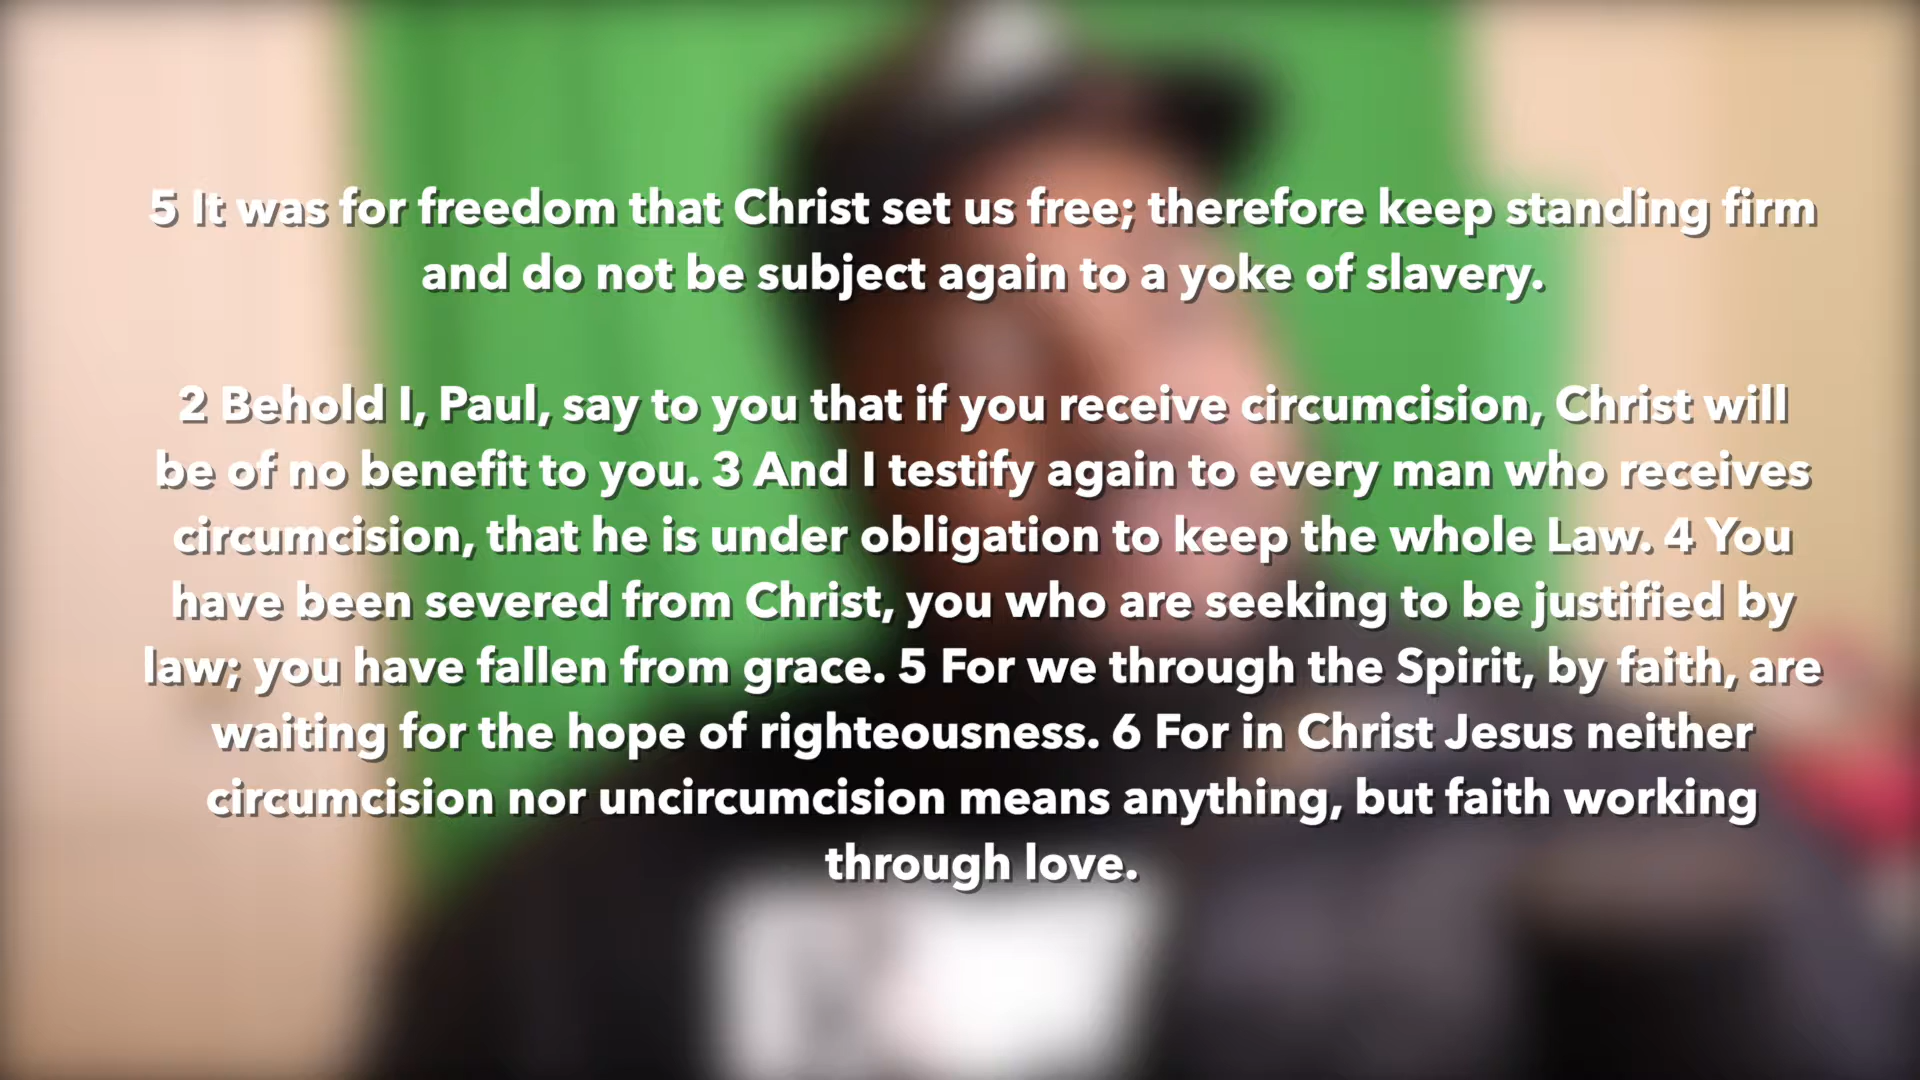 5 It was for freedom that Christ set us free; therefore keep standing firm
and do not be subject again to a yoke of slavery.
2 Behold I, Paul, say to you that if you receive circumcision, Christ will
be of no benefit to you. 3 And I testify again to every man who receives
circumcision, that he is under obligation to keep the whole Law. 4 You
have been severed from Christ, you who are seeking to be justified by
law; you have fallen from grace. 5 For we through the Spirit, by faith, are
waiting for the hope of righteousness. 6 For in Christ Jesus neither
circumcision nor uncircumcision means anything, but faith working
through love.